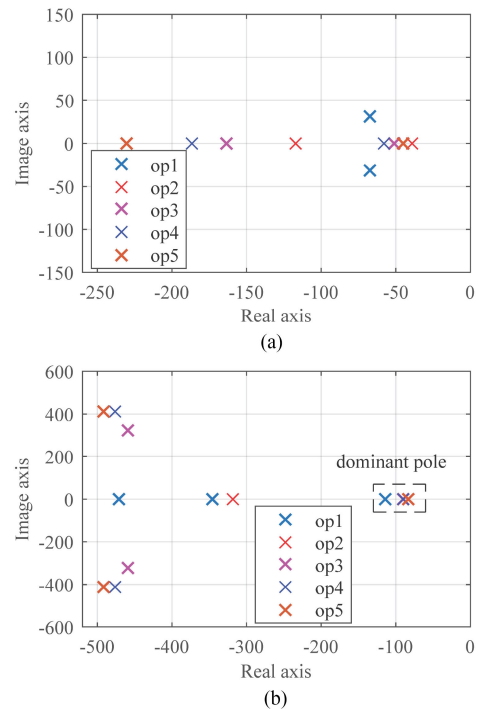 150
100
50
0
-50
-100
-150
Image axis
op1
op2
op3
op4
op5
-250 -200 -150 -100 -50 0
Real axis
(a)
600
400
200
0
-200
-400
-600
Image axis
dominant pole
op1
op2
op3
op4
op5
-500 -400 -300 -200 -100 0
Real axis
(b)